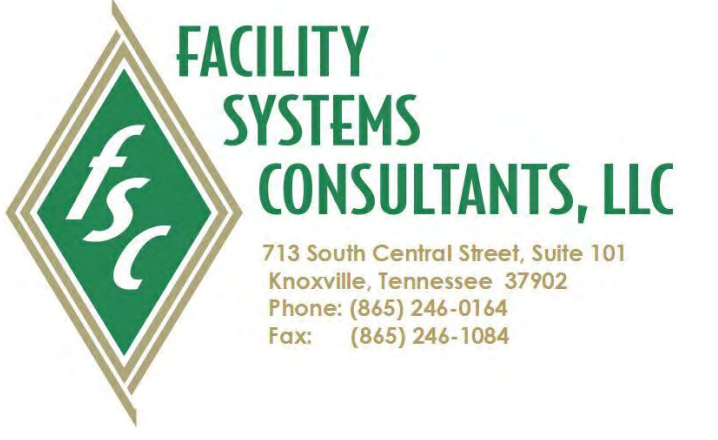 FACILITY
SYSTEMS
CONSULTANTS, LLC
fsc
713 South Central Street, Suite 101
Knoxville, Tennessee 37902
Phone: (865) 246-0164
Fax: (865) 246-1084